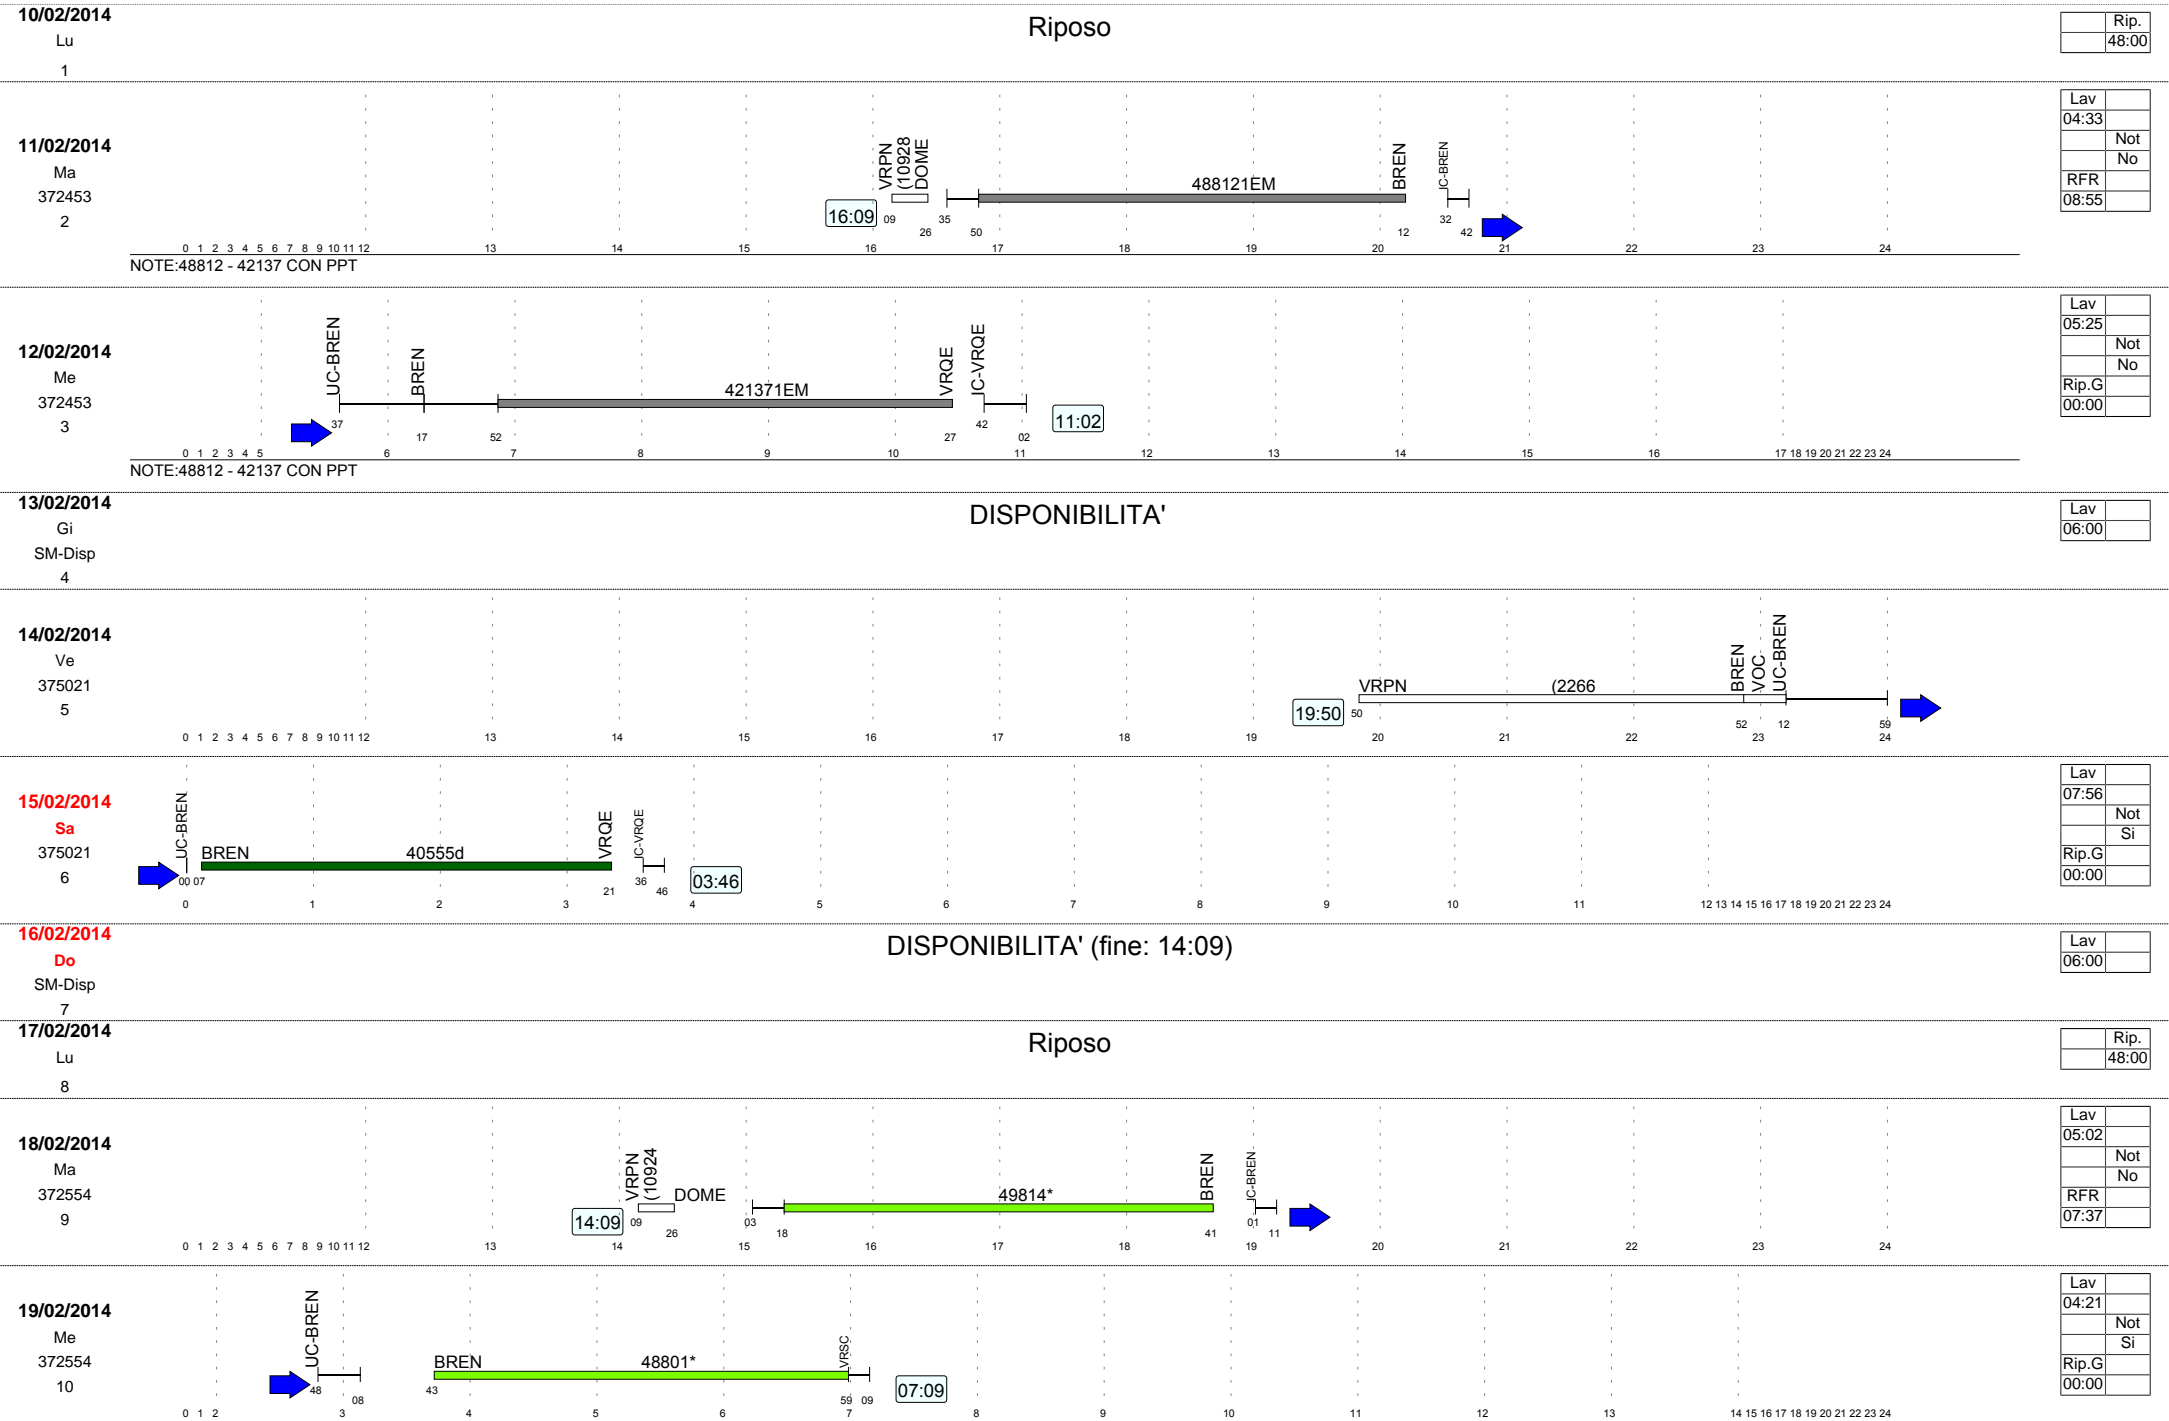 10/02/2014
Lu
1
Riposo
Rip.
48:00
11/02/2014
Ma
372453
2
16:09
VRPN
(10928
DOME
488121EM
BREN
IC-BREN
09
26
35
50
12
32
42
0 1 2 3 4 5 6 7 8 9 10 11 12 13 14 15 16 17 18 19 20 21 22 23 24
NOTE:48812 - 42137 CON PPT
Lav
04:33
Not
No
RFR
08:55
12/02/2014
Me
372453
3
UC-BREN
BREN
421371EM
VRQE
IC-VRQE
37
17
52
27
42
02
11:02
0 1 2 3 4 5 6 7 8 9 10 11 12 13 14 15 16 17 18 19 20 21 22 23 24
NOTE:48812 - 42137 CON PPT
Lav
05:25
Not
No
Rip.G
00:00
13/02/2014
Gi
SM-Disp
4
DISPONIBILITA'
Lav
06:00
14/02/2014
Ve
375021
5
19:50
VRPN
(2266
BREN
VOC
UC-BREN
50
52
12
59
0 1 2 3 4 5 6 7 8 9 10 11 12 13 14 15 16 17 18 19 20 21 22 23 24
15/02/2014
Sa
375021
6
UC-BREN
BREN
40555d
VRQE
IC-VRQE
00 07
21
36
46
03:46
0 1 2 3 4 5 6 7 8 9 10 11 12 13 14 15 16 17 18 19 20 21 22 23 24
Lav
07:56
Not
Si
Rip.G
00:00
16/02/2014
Do
SM-Disp
7
DISPONIBILITA' (fine: 14:09)
Lav
06:00
17/02/2014
Lu
8
Riposo
Rip.
48:00
18/02/2014
Ma
372554
9
14:09
VRPN
(10924
DOME
49814*
BREN
IC-BREN
09
26
03
18
41
01
11
0 1 2 3 4 5 6 7 8 9 10 11 12 13 14 15 16 17 18 19 20 21 22 23 24
Lav
05:02
Not
No
RFR
07:37
19/02/2014
Me
372554
10
UC-BREN
BREN
48801*
VRSC
48
08
43
59 09
07:09
0 1 2 3 4 5 6 7 8 9 10 11 12 13 14 15 16 17 18 19 20 21 22 23 24
Lav
04:21
Not
Si
Rip.G
00:00